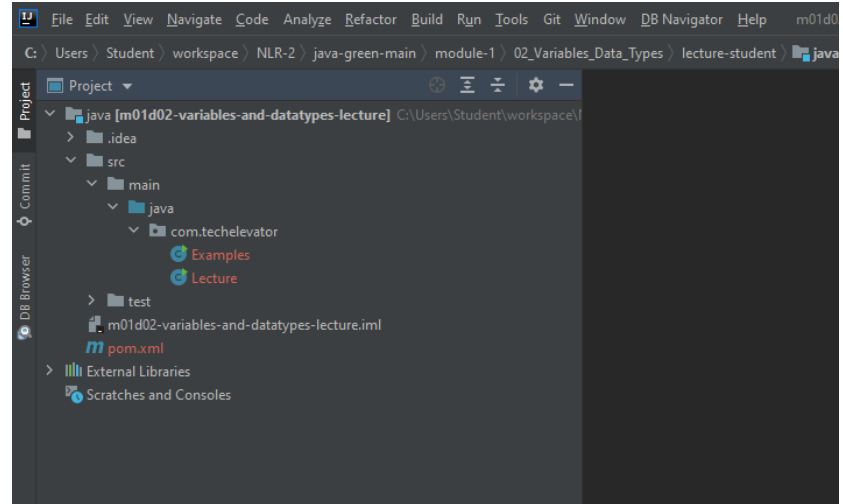 IJ File Edit View Navigate Code Analyze Refactor Build Run Tools Git Window DB Navigator Help m01d0
C: Users Student workspace NLR-2 java-green-main module-1 02_Variables_Data_Types lecture-student java
Project
Project
java [m01d02-variables-and-datatypes-lecture] C:\Users\Student\workspace\
.idea
src
main
java
com.techelevator
Examples
Lecture
test
m01d02-variables-and-datatypes-lecture.iml
m pom.xml
External Libraries
Scratches and Consoles
Commit
DB Browser